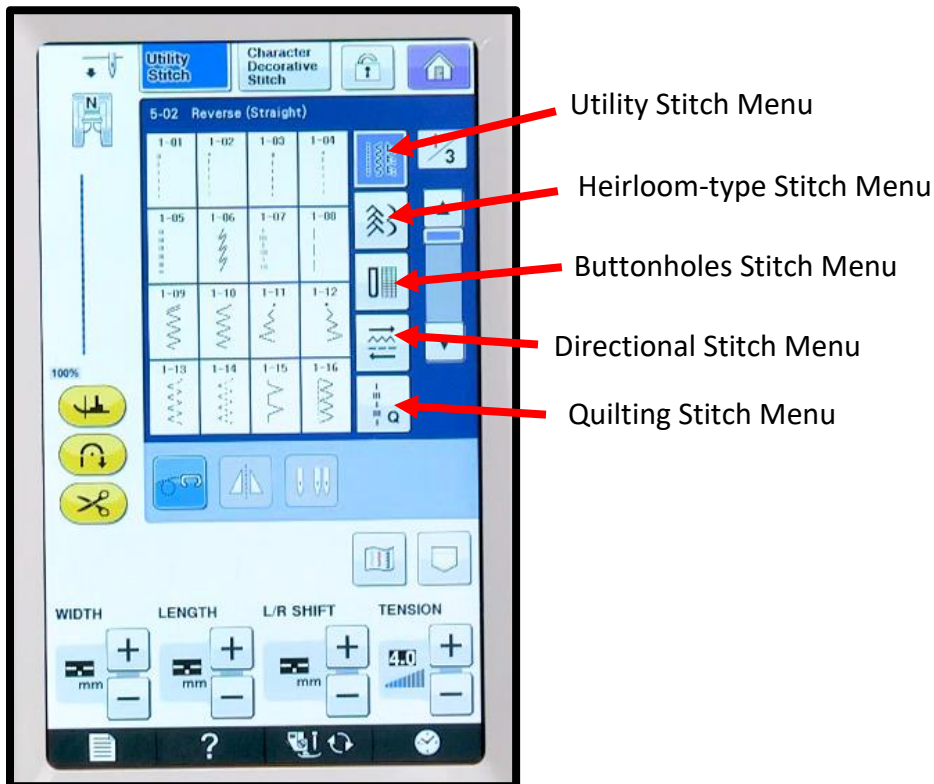 Utility
Stitch
Character
Decorative
Stitch
N
5-02 Reverse (Straight)
1-01 1-02 1-03 1-04
1/3
1-05 1-06 1-07 1-08
1-09 1-10 1-11 1-12
1-13 1-14 1-15 1-16
Q
100%
WIDTH LENGTH L/R SHIFT TENSION
+ + + 4.0 +
mm mm mm
− − − −
?
Utility Stitch Menu
Heirloom-type Stitch Menu
Buttonholes Stitch Menu
Directional Stitch Menu
Quilting Stitch Menu